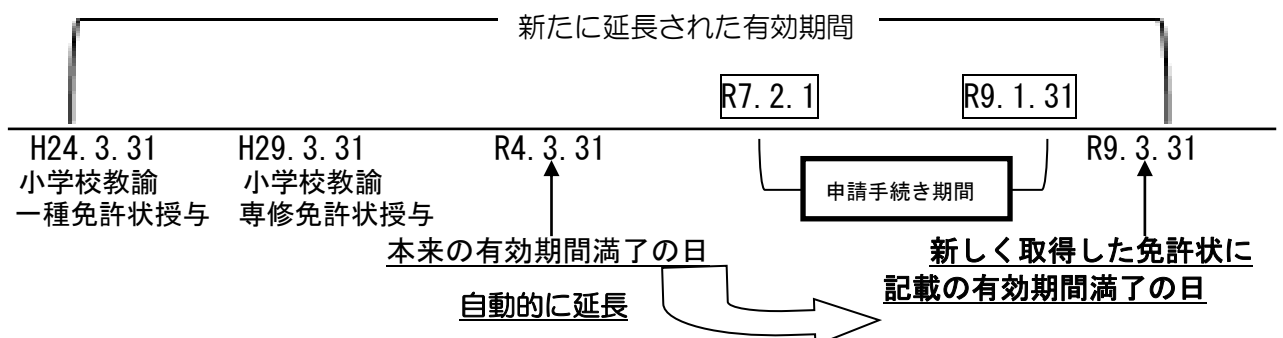 新たに延長された有効期間
R7.2.1
R9.1.31
H24.3.31
小学校教諭
一種免許状授与
H29.3.31
小学校教諭
専修免許状授与
R4.3.31
R9.3.31
申請手続き期間
本来の有効期間満了の日
自動的に延長
新しく取得した免許状に
記載の有効期間満了の日